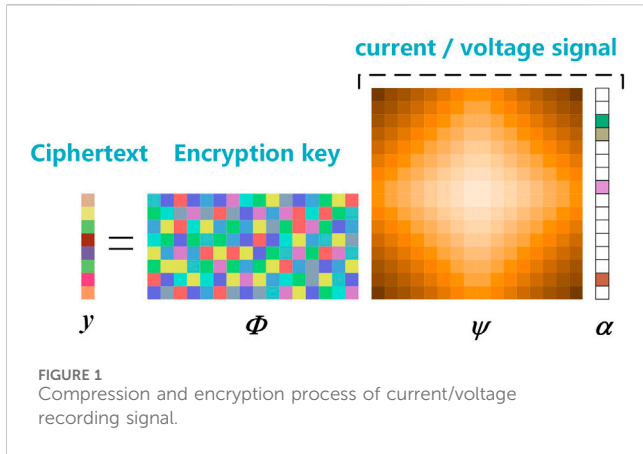 current / voltage signal
Ciphertext Encryption key
=
y Φ ψ α
FIGURE 1
Compression and encryption process of current/voltage
recording signal.